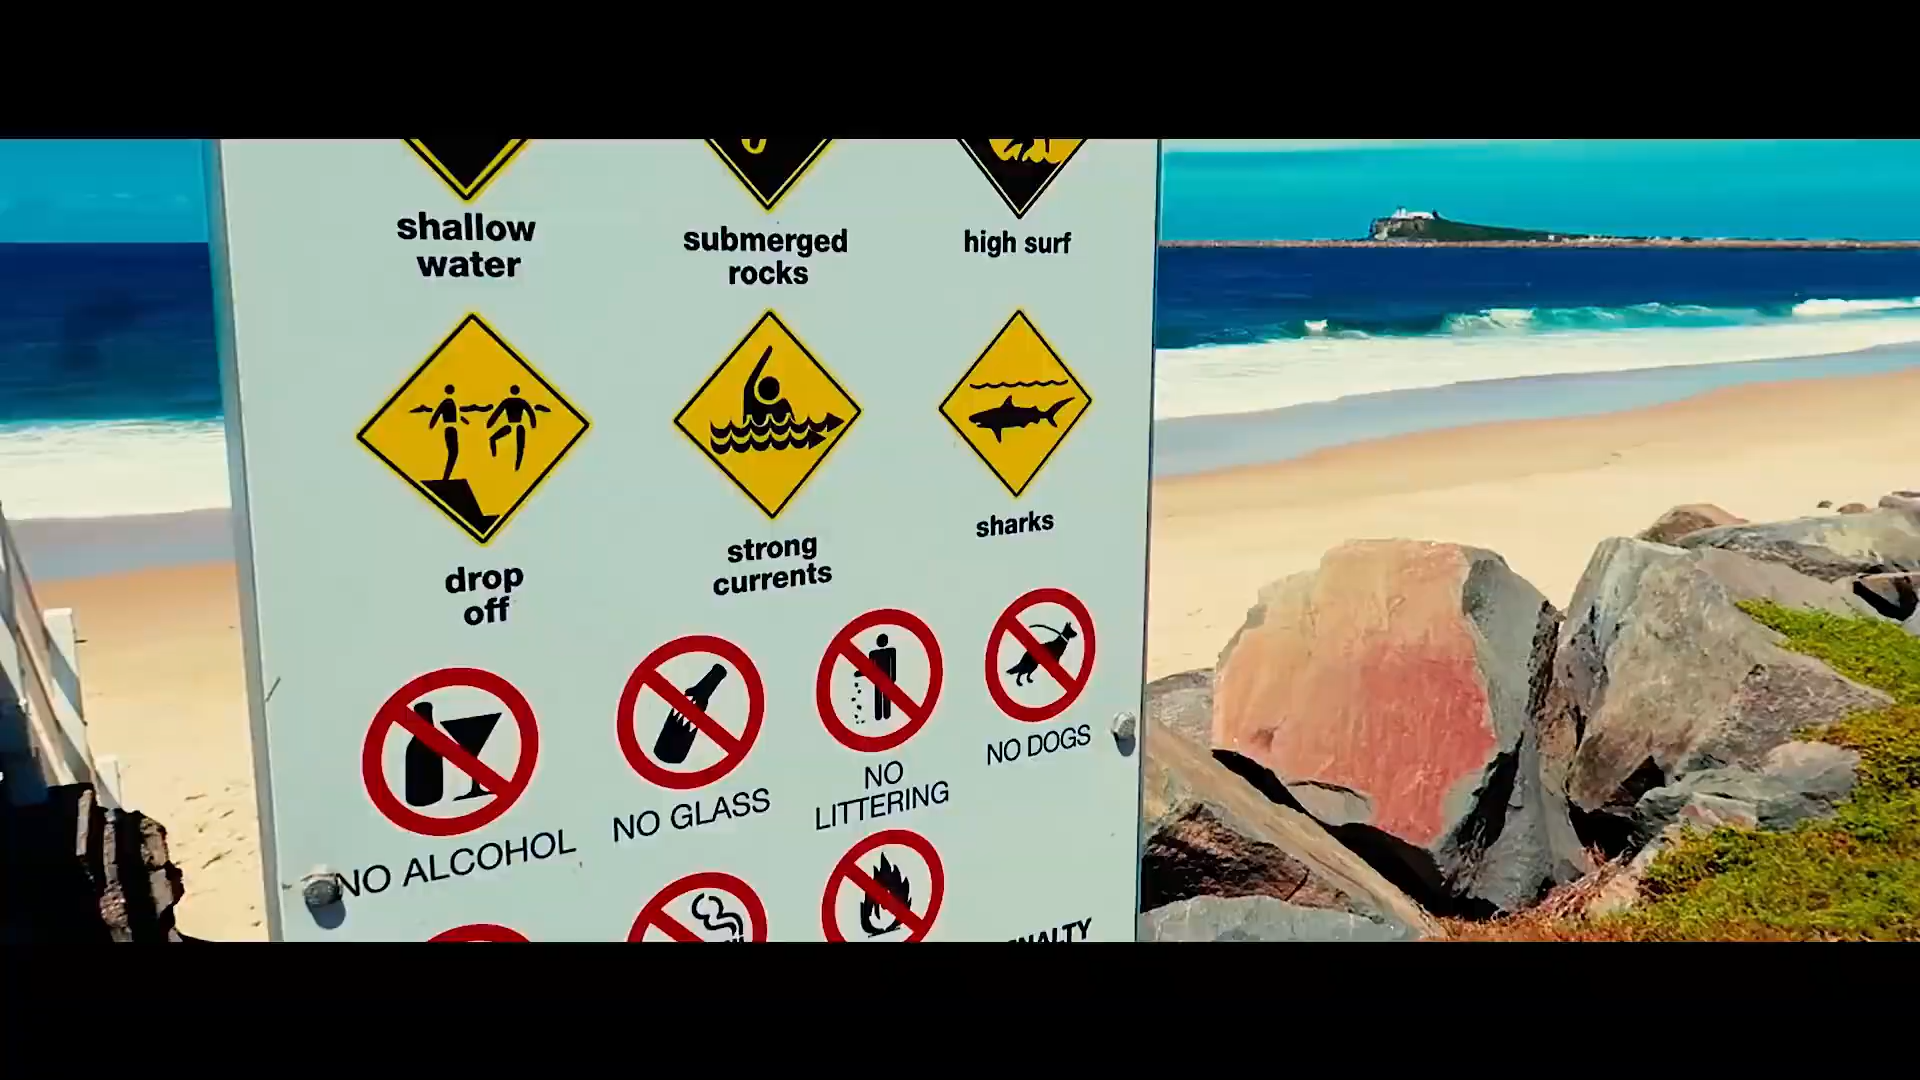 shallow
water
submerged
rocks
high surf
drop
off
strong
currents
sharks
NO ALCOHOL
NO GLASS
NO
LITTERING
NO DOGS